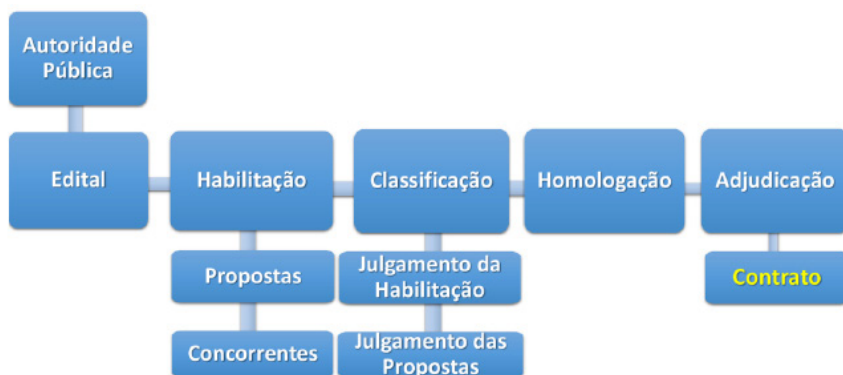 Autoridade
Pública
Edital
Habilitação
Classificação
Homologação
Adjudicação
Propostas
Julgamento da
Habilitação
Contrato
Concorrentes
Julgamento das
Propostas